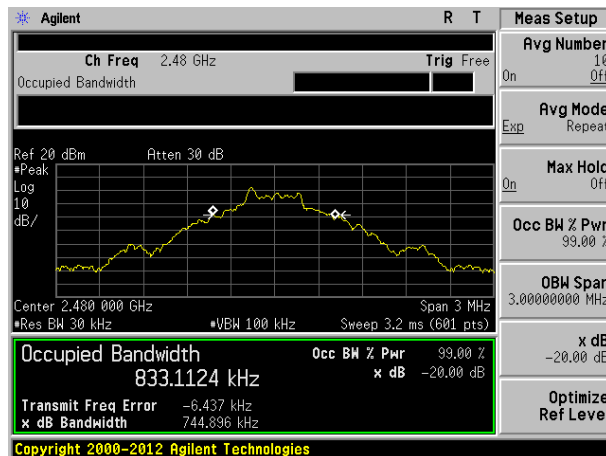 Agilent R T
Meas Setup
Ch Freq 2.48 GHz Trig Free
Occupied Bandwidth
Avg Number
10
On Off
Avg Mode
Exp Repeat
Max Hold
On Off
Occ BW % Pwr
99.00 %
OBW Span
3.00000000 MHz
x dB
-20.00 dB
Optimize
Ref Level
Ref 20 dBm Atten 30 dB
#Peak
Log
10
dB/
Center 2.480 000 GHz Span 3 MHz
#Res BW 30 kHz #VBW 100 kHz Sweep 3.2 ms (601 pts)
Occupied Bandwidth Occ BW % Pwr 99.00 %
833.1124 kHz x dB -20.00 dB
Transmit Freq Error -6.437 kHz
x dB Bandwidth 744.896 kHz
Copyright 2000-2012 Agilent Technologies